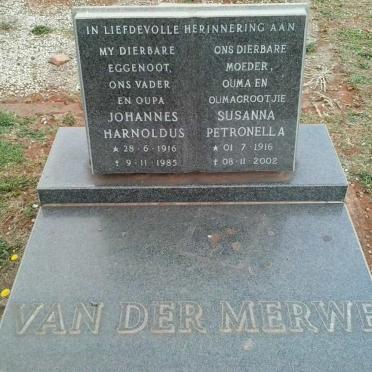 IN LIEFDEVOLLE HERINNERING AAN
MY DIERBARE
EGGENOOT,
ONS VADER
EN OUPA
JOHANNES
HARNOLDUS
★ 28·6·1916
† 9·11·1985
ONS DIERBARE
MOEDER,
OUMA EN
OUMAGROOTJIE
SUSANNA
PETRONELLA
★ 01·7·1916
† 08·11·2002
VAN DER MERWE